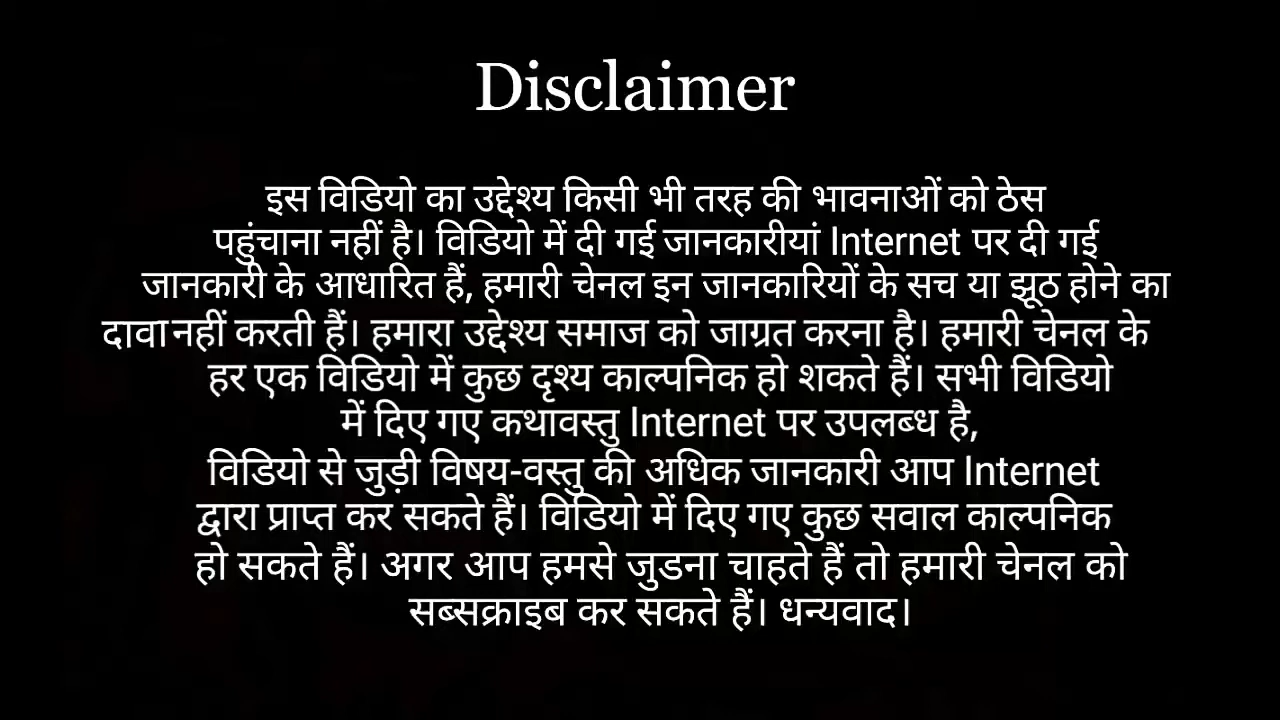 Disclaimer
इस विडियो का उद्देश्य किसी भी तरह की भावनाओं को ठेस
पहुंचाना नहीं है। विडियो में दी गई जानकारीयां Internet पर दी गई
जानकारी के आधारित हैं, हमारी चेनल इन जानकारियों के सच या झूठ होने का
दावा नहीं करती हैं। हमारा उद्देश्य समाज को जाग्रत करना है। हमारी चेनल के
हर एक विडियो में कुछ दृश्य काल्पनिक हो शकते हैं। सभी विडियो
में दिए गए कथावस्तु Internet पर उपलब्ध है,
विडियो से जुड़ी विषय-वस्तु की अधिक जानकारी आप Internet
द्वारा प्राप्त कर सकते हैं। विडियो में दिए गए कुछ सवाल काल्पनिक
हो सकते हैं। अगर आप हमसे जुडना चाहते हैं तो हमारी चेनल को
सब्सक्राइब कर सकते हैं। धन्यवाद।